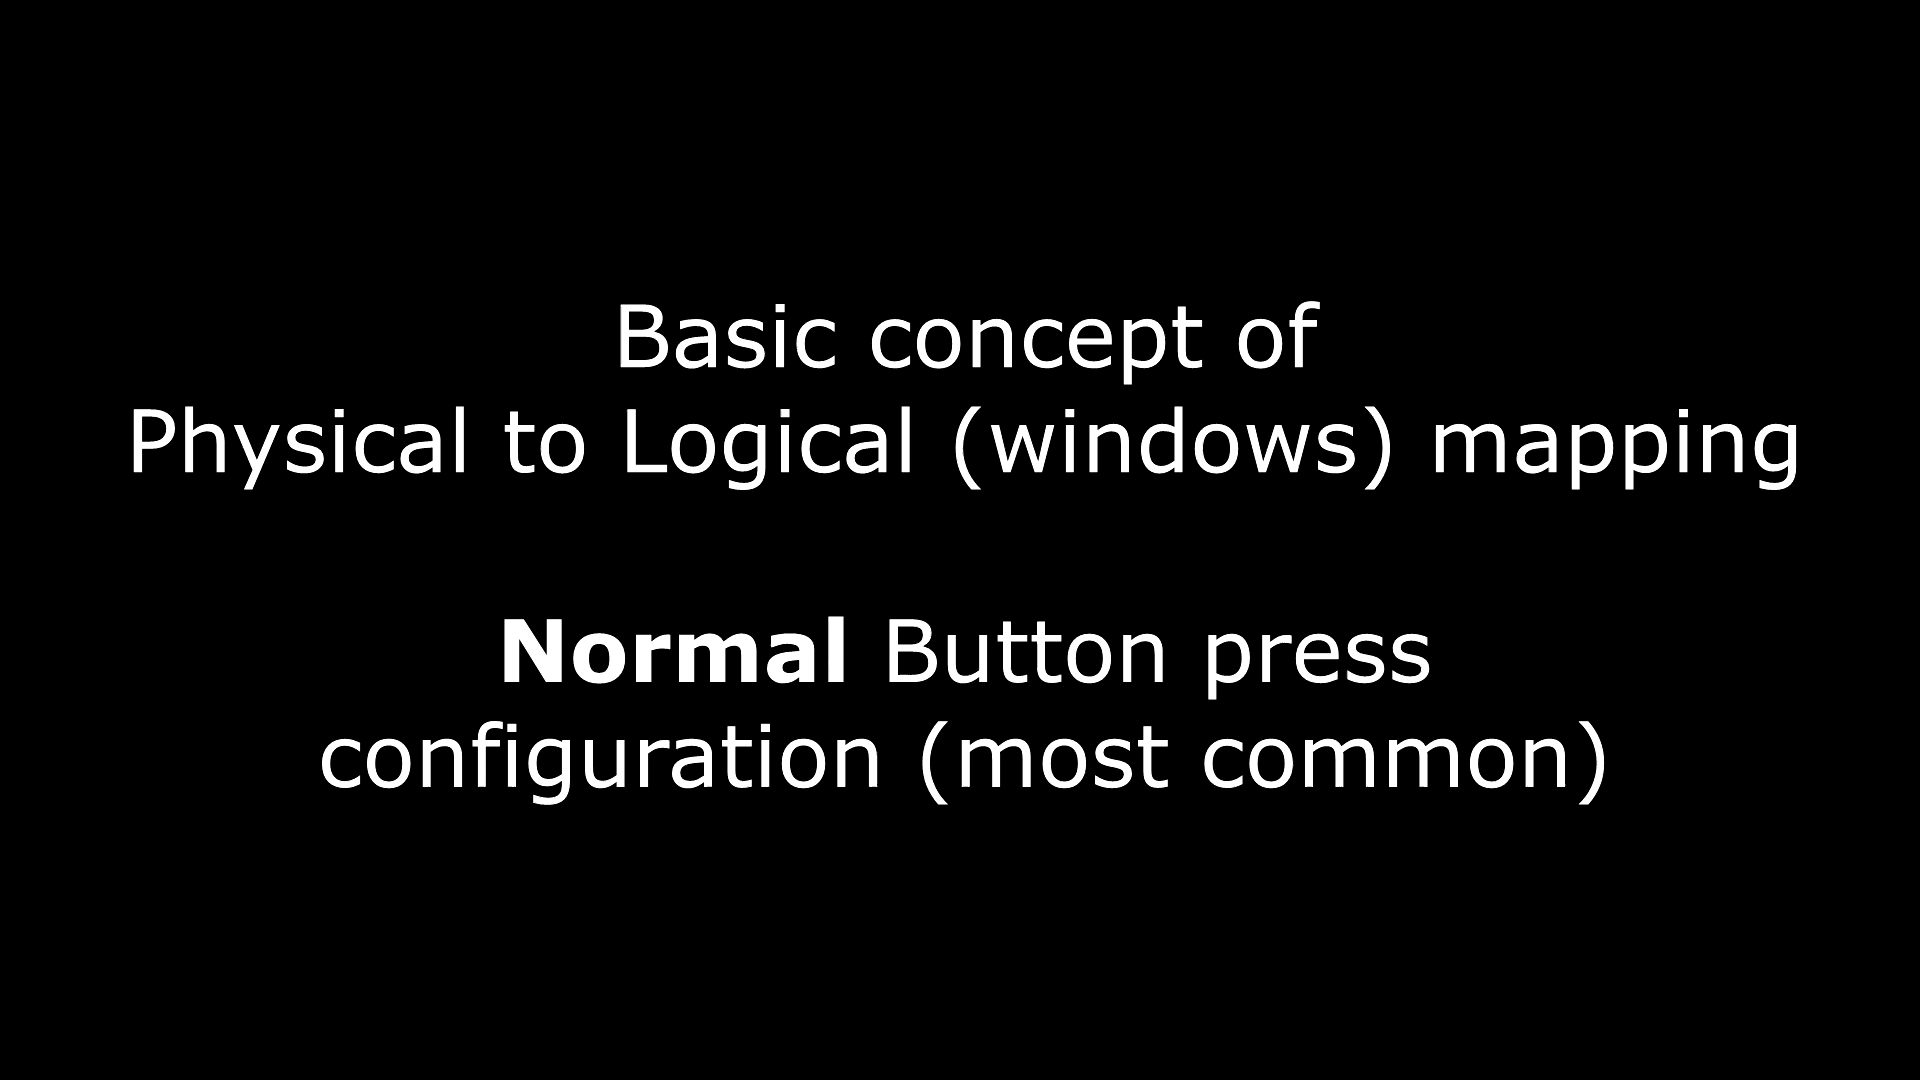 Basic concept of
Physical to Logical (windows) mapping
Normal Button press
configuration (most common)